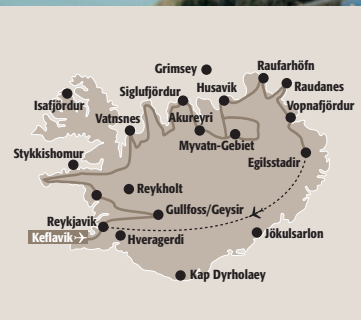 Grimsey
Raufarhöfn
Siglufjördur
Husavik
Raudanes
Isafjördur
Akureyri
Vopnafjördur
Vatnsnes
Myvatn-Gebiet
Stykkishomur
Egilsstadir
Reykholt
Gullfoss/Geysir
Reykjavik
Keflavik
Hveragerdi
Jökulsarlon
Kap Dyrholaey